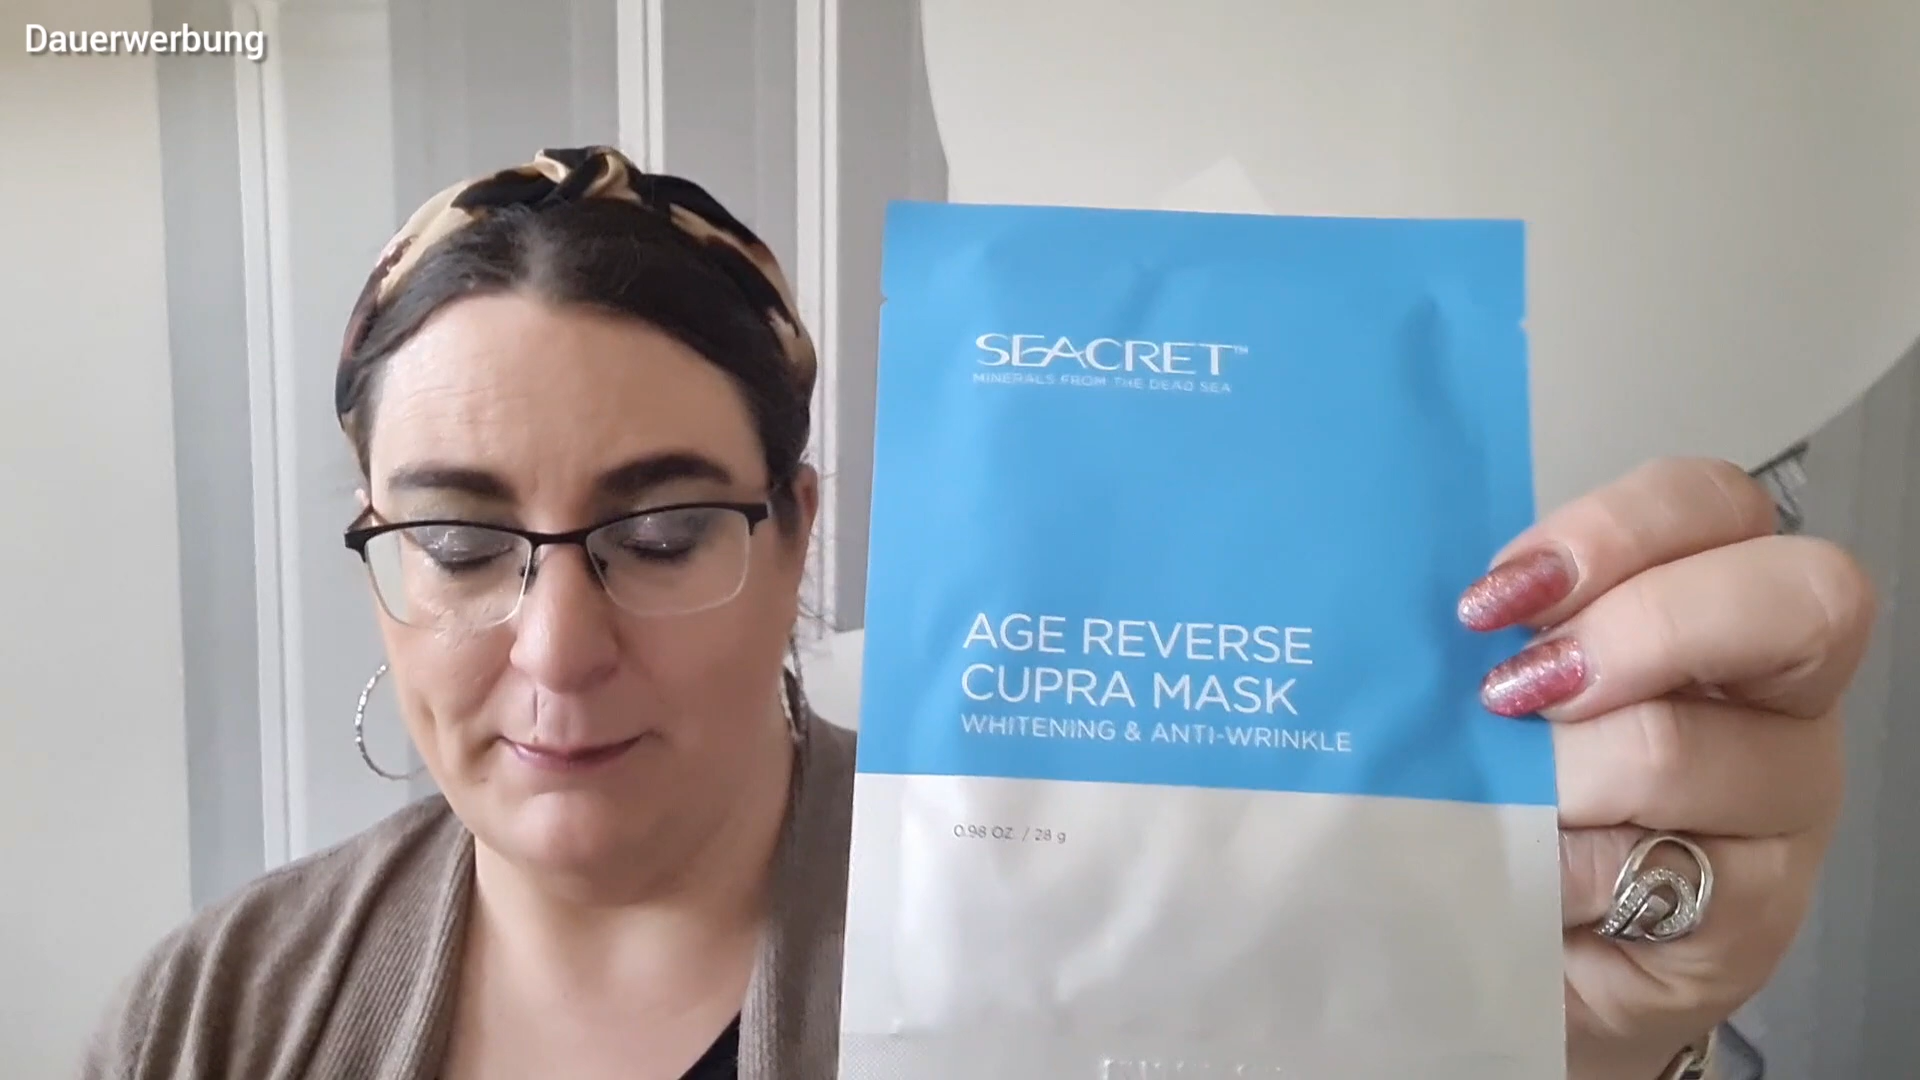 Dauerwerbung
SEACRET™
MINERALS FROM THE DEAD SEA
AGE REVERSE
CUPRA MASK
WHITENING & ANTI-WRINKLE
0.98 OZ. / 28 g